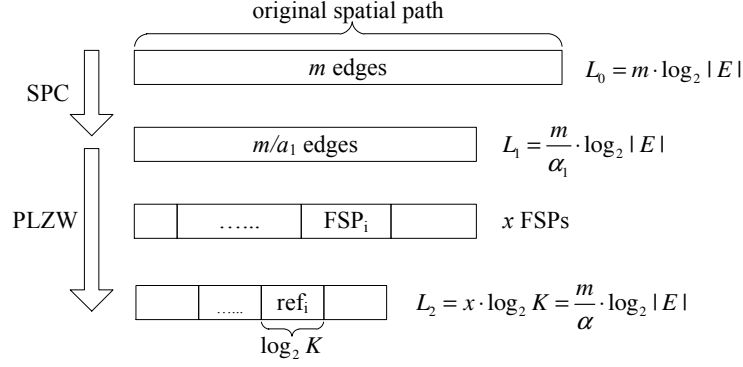 original spatial path
m edges
L₀ = m · log₂ | E |
SPC
m/a₁ edges
L₁ = m/α₁ · log₂ | E |
PLZW
…...
FSPᵢ
x FSPs
…...
refᵢ
L₂ = x · log₂ K = m/α · log₂ | E |
log₂ K